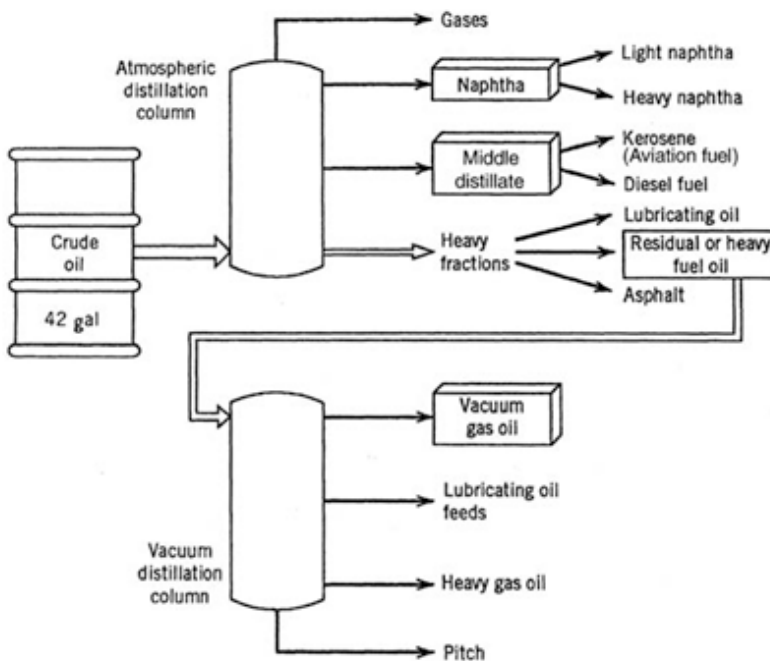 Gases
Atmospheric
distillation
column
Naphtha
Light naphtha
Heavy naphtha
Middle
distillate
Kerosene
(Aviation fuel)
Diesel fuel
Crude
oil
42 gal
Heavy
fractions
Lubricating oil
Residual or heavy
fuel oil
Asphalt
Vacuum
gas oil
Lubricating oil
feeds
Vacuum
distillation
column
Heavy gas oil
Pitch